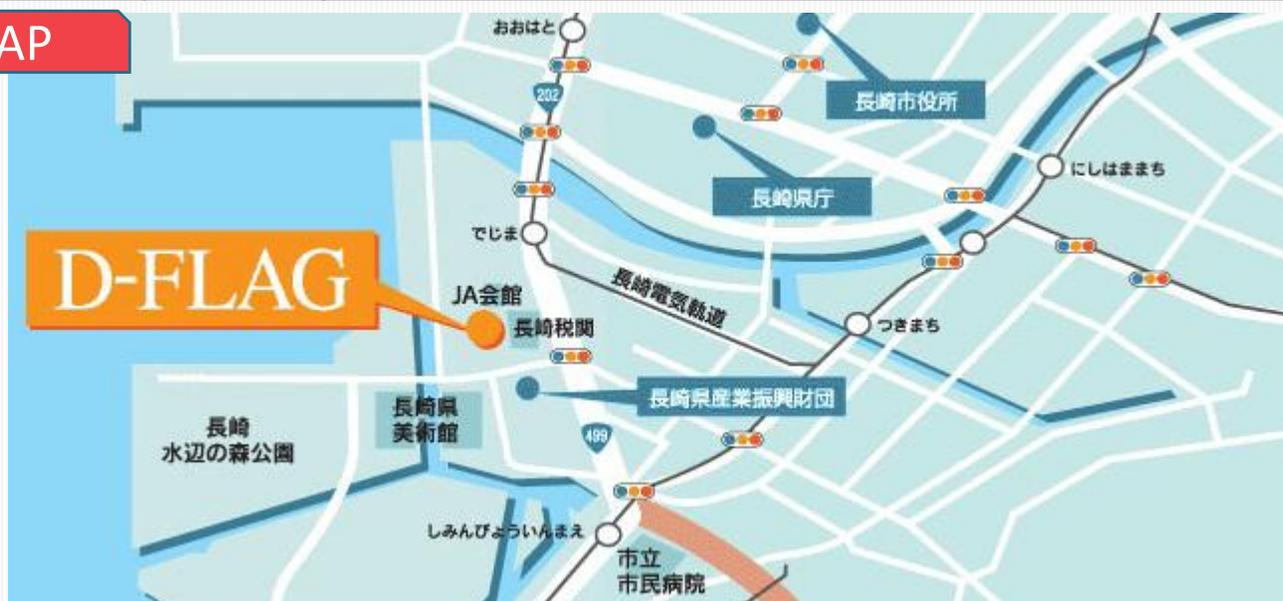 AP
おおはと
202
長崎市役所
にしはままち
長崎県庁
でじま
D-FLAG
長崎電気軌道
JA会館
長崎税関
つきまち
長崎県産業振興財団
長崎県
美術館
長崎
水辺の森公園
499
しみんびょういんまえ
市立
市民病院